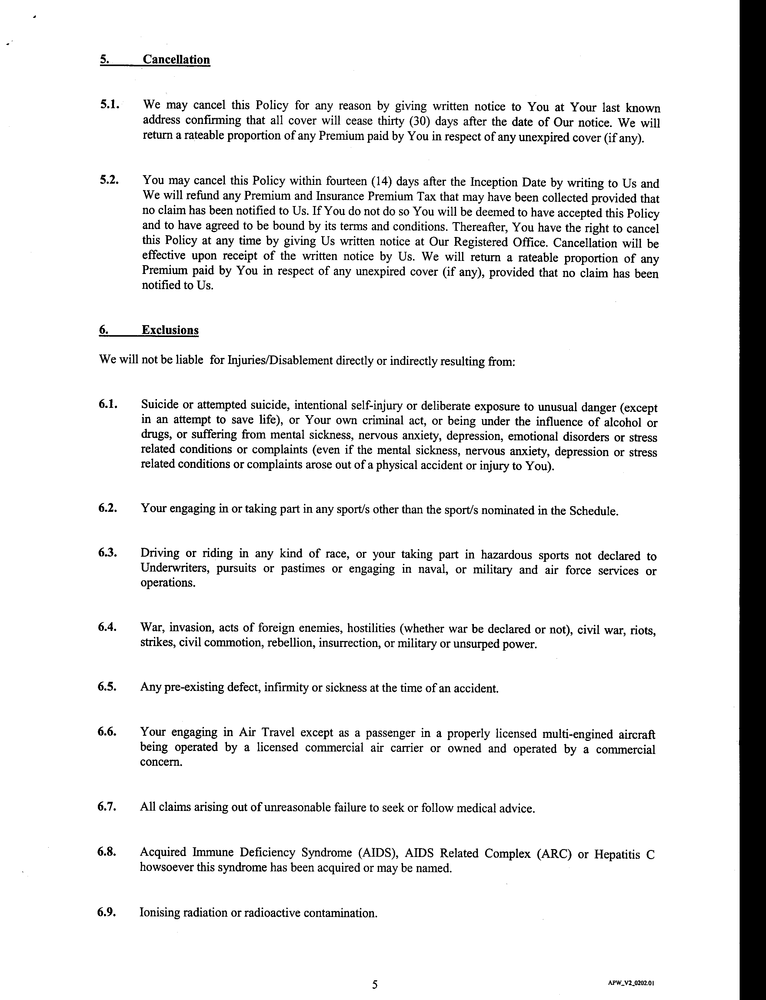 5. Cancellation
5.1. We may cancel this Policy for any reason by giving written notice to You at Your last known
address confirming that all cover will cease thirty (30) days after the date of Our notice. We will
return a rateable proportion of any Premium paid by You in respect of any unexpired cover (if any).
5.2. You may cancel this Policy within fourteen (14) days after the Inception Date by writing to Us and
We will refund any Premium and Insurance Premium Tax that may have been collected provided that
no claim has been notified to Us. If You do not do so You will be deemed to have accepted this Policy
and to have agreed to be bound by its terms and conditions. Thereafter, You have the right to cancel
this Policy at any time by giving Us written notice at Our Registered Office. Cancellation will be
effective upon receipt of the written notice by Us. We will return a rateable proportion of any
Premium paid by You in respect of any unexpired cover (if any), provided that no claim has been
notified to Us.
6. Exclusions
We will not be liable for Injuries/Disablement directly or indirectly resulting from:
6.1. Suicide or attempted suicide, intentional self-injury or deliberate exposure to unusual danger (except
in an attempt to save life), or Your own criminal act, or being under the influence of alcohol or
drugs, or suffering from mental sickness, nervous anxiety, depression, emotional disorders or stress
related conditions or complaints (even if the mental sickness, nervous anxiety, depression or stress
related conditions or complaints arose out of a physical accident or injury to You).
6.2. Your engaging in or taking part in any sport/s other than the sport/s nominated in the Schedule.
6.3. Driving or riding in any kind of race, or your taking part in hazardous sports not declared to
Underwriters, pursuits or pastimes or engaging in naval, or military and air force services or
operations.
6.4. War, invasion, acts of foreign enemies, hostilities (whether war be declared or not), civil war, riots,
strikes, civil commotion, rebellion, insurrection, or military or unsurped power.
6.5. Any pre-existing defect, infirmity or sickness at the time of an accident.
6.6. Your engaging in Air Travel except as a passenger in a properly licensed multi-engined aircraft
being operated by a licensed commercial air carrier or owned and operated by a commercial
concern.
6.7. All claims arising out of unreasonable failure to seek or follow medical advice.
6.8. Acquired Immune Deficiency Syndrome (AIDS), AIDS Related Complex (ARC) or Hepatitis C
howsoever this syndrome has been acquired or may be named.
6.9. Ionising radiation or radioactive contamination.
5
APW_V2_0202.01